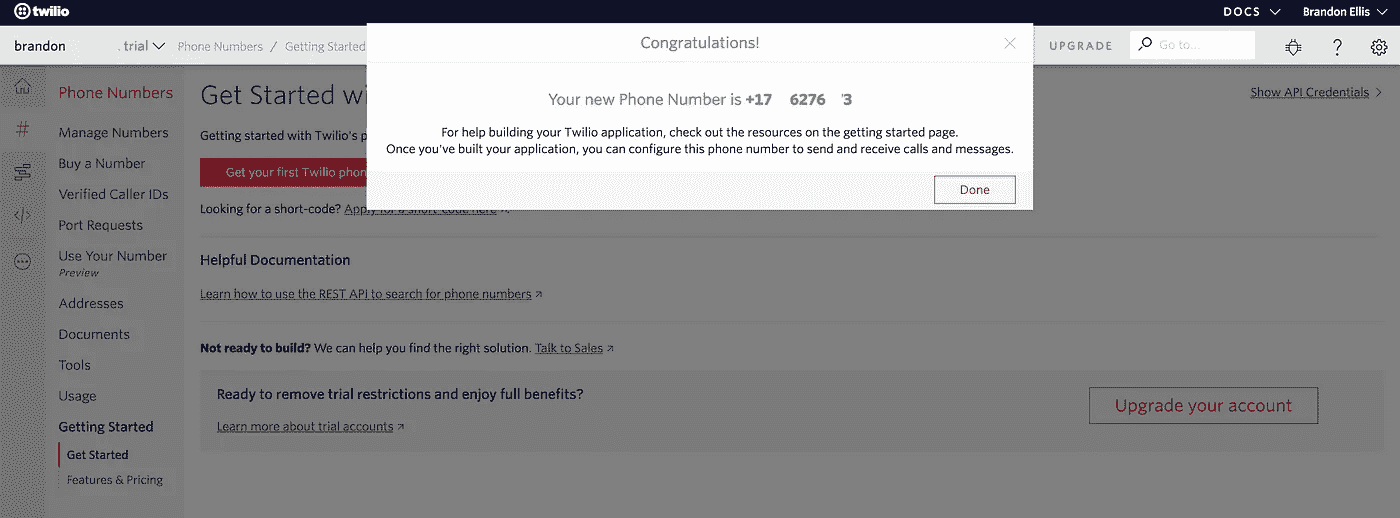 twilio
DOCS
Brandon Ellis
brandon
. trial
Phone Numbers / Getting Started
UPGRADE
Go to...
Congratulations!
Your new Phone Number is +17 6276 3
For help building your Twilio application, check out the resources on the getting started page.
Once you've built your application, you can configure this phone number to send and receive calls and messages.
Done
Phone Numbers
Manage Numbers
Buy a Number
Verified Caller IDs
Port Requests
Use Your Number
Preview
Addresses
Documents
Tools
Usage
Getting Started
Get Started
Features & Pricing
Get Started wi
Show API Credentials
Getting started with Twilio's p
Get your first Twilio phon
Looking for a short-code? Apply for a short-code here
Helpful Documentation
Learn how to use the REST API to search for phone numbers
Not ready to build? We can help you find the right solution. Talk to Sales
Ready to remove trial restrictions and enjoy full benefits?
Learn more about trial accounts
Upgrade your account